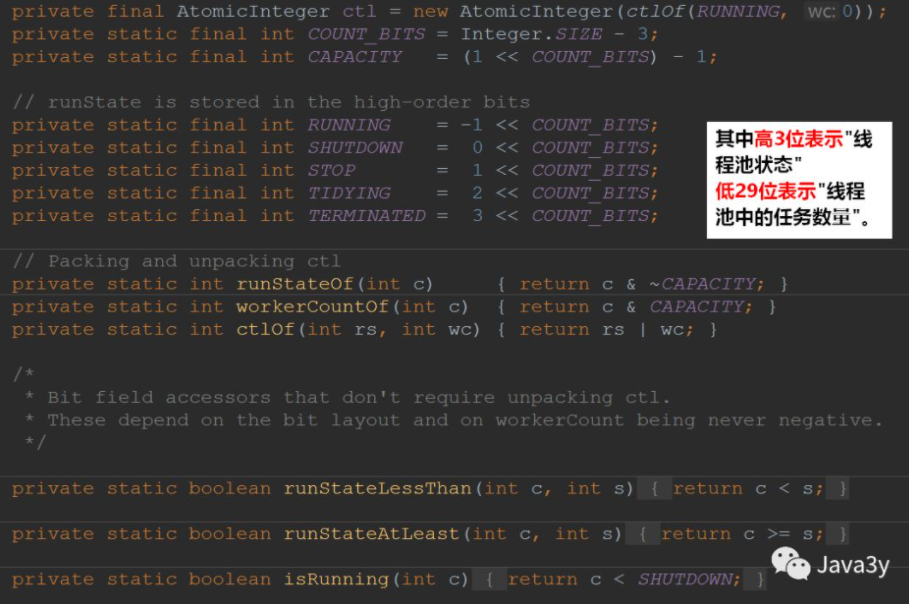 private final AtomicInteger ctl = new AtomicInteger(ctlOf(RUNNING, wc: 0));
private static final int COUNT_BITS = Integer.SIZE - 3;
private static final int CAPACITY   = (1 << COUNT_BITS) - 1;
// runState is stored in the high-order bits
private static final int RUNNING    = -1 << COUNT_BITS;
private static final int SHUTDOWN   =  0 << COUNT_BITS;
private static final int STOP       =  1 << COUNT_BITS;
private static final int TIDYING    =  2 << COUNT_BITS;
private static final int TERMINATED =  3 << COUNT_BITS;
其中高3位表示"线
程池状态"
低29位表示"线程
池中的任务数量"。
// Packing and unpacking ctl
private static int runStateOf(int c)     { return c & ~CAPACITY; }
private static int workerCountOf(int c)  { return c & CAPACITY; }
private static int ctlOf(int rs, int wc) { return rs | wc; }
/*
 * Bit field accessors that don't require unpacking ctl.
 * These depend on the bit layout and on workerCount being never negative.
 */
private static boolean runStateLessThan(int c, int s) { return c < s; }
private static boolean runStateAtLeast(int c, int s) { return c >= s; }
private static boolean isRunning(int c) { return c < SHUTDOWN; }
Java3y